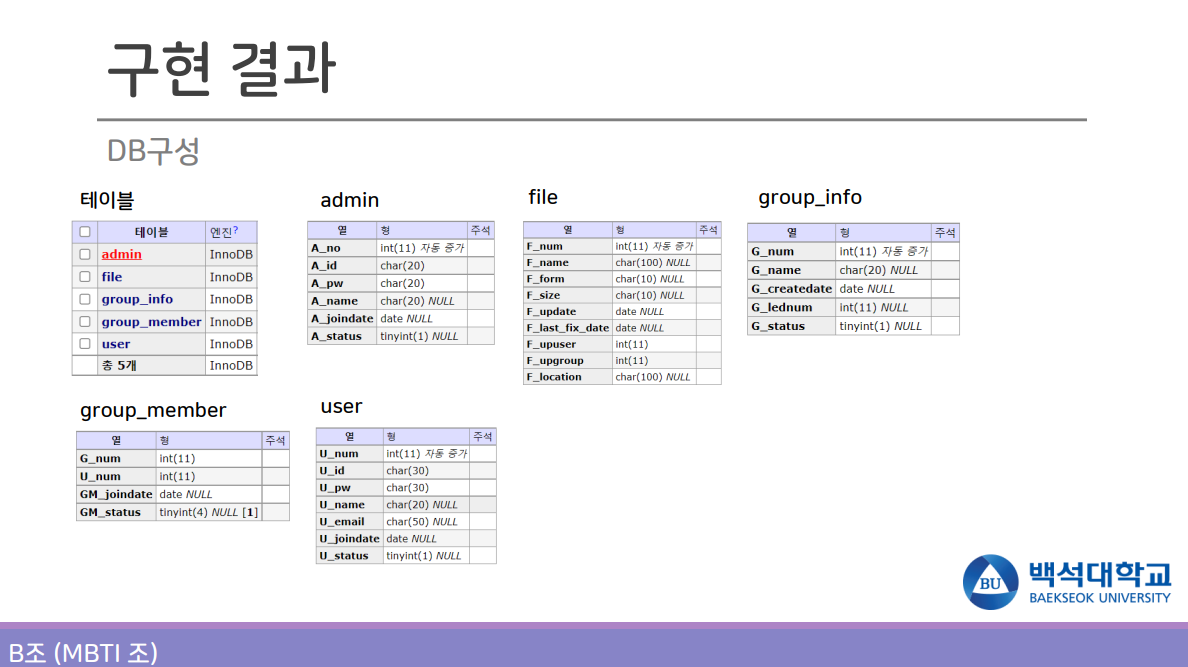 구현 결과
DB구성
테이블
테이블 엔진?
admin InnoDB
file InnoDB
group_info InnoDB
group_member InnoDB
user InnoDB
총 5개 InnoDB
admin
열 형 주석
A_no int(11) 자동 증가
A_id char(20)
A_pw char(20)
A_name char(20) NULL
A_joindate date NULL
A_status tinyint(1) NULL
file
열 형 주석
F_num int(11) 자동 증가
F_name char(100) NULL
F_form char(10) NULL
F_size char(10) NULL
F_update date NULL
F_last_fix_date date NULL
F_upuser int(11)
F_upgroup int(11)
F_location char(100) NULL
group_info
열 형 주석
G_num int(11) 자동 증가
G_name char(20) NULL
G_createdate date NULL
G_lednum int(11) NULL
G_status tinyint(1) NULL
group_member
열 형 주석
G_num int(11)
U_num int(11)
GM_joindate date NULL
GM_status tinyint(4) NULL [1]
user
열 형 주석
U_num int(11) 자동 증가
U_id char(30)
U_pw char(30)
U_name char(20) NULL
U_email char(50) NULL
U_joindate date NULL
U_status tinyint(1) NULL
BU
백석대학교
BAEKSEOK UNIVERSITY
B조 (MBTI 조)